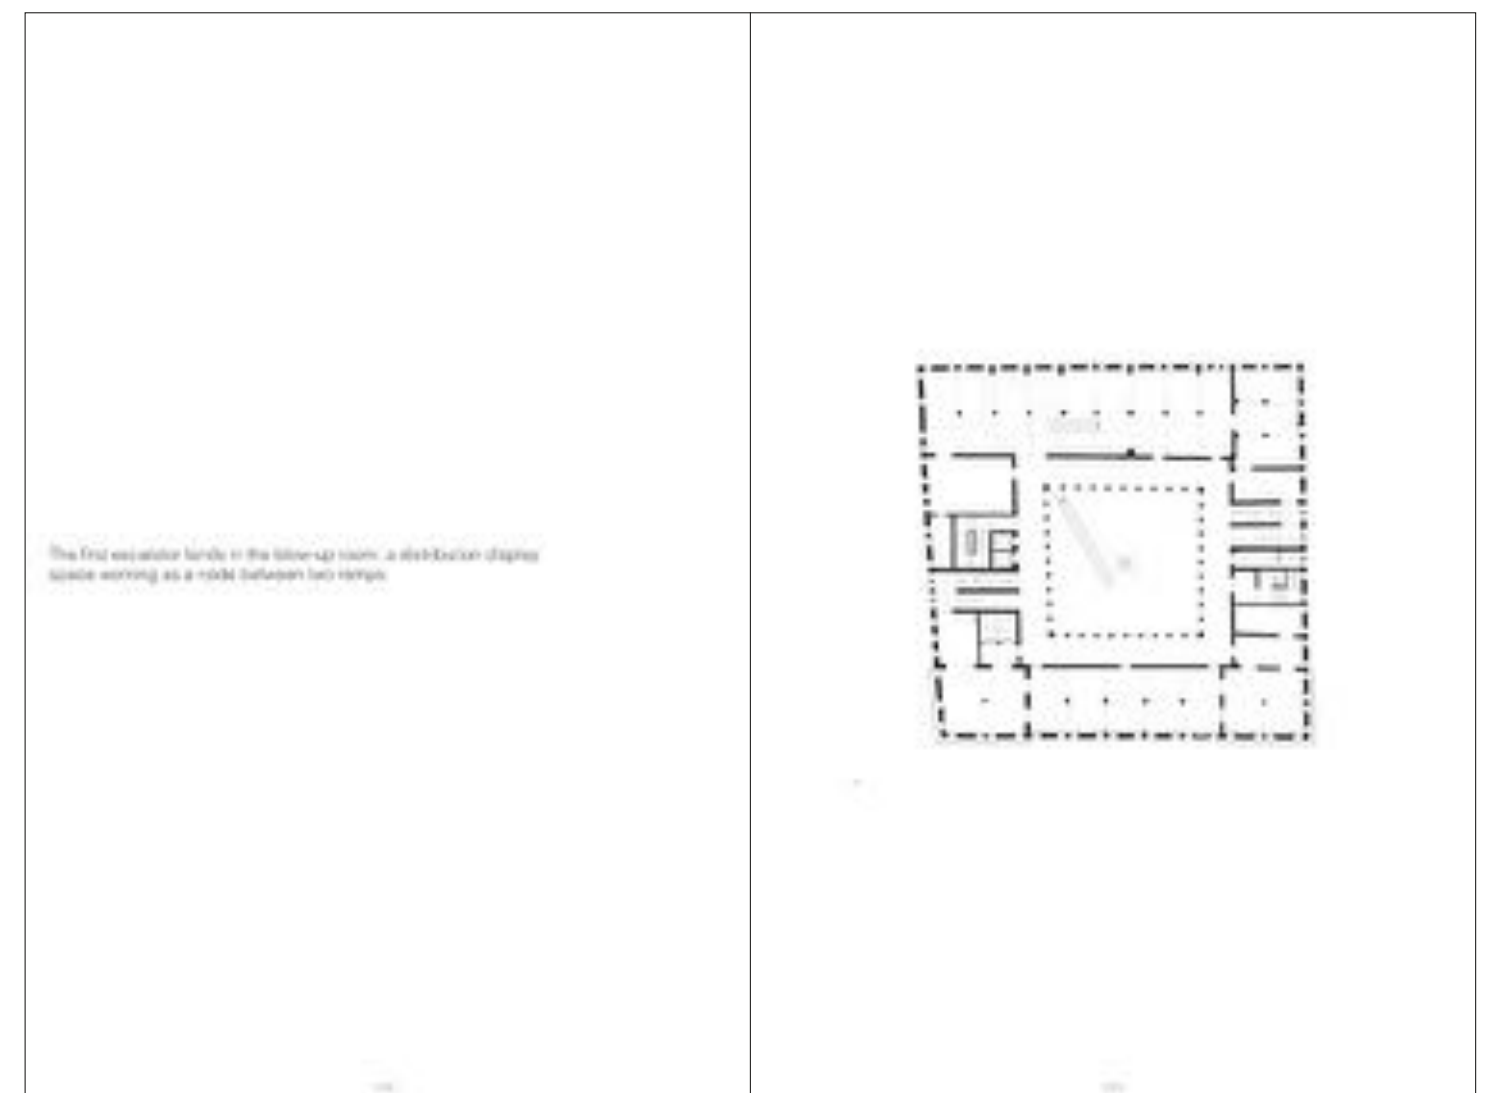 The first escalator lands in the blow-up room, a distribution display
space working as a node between two ramps.